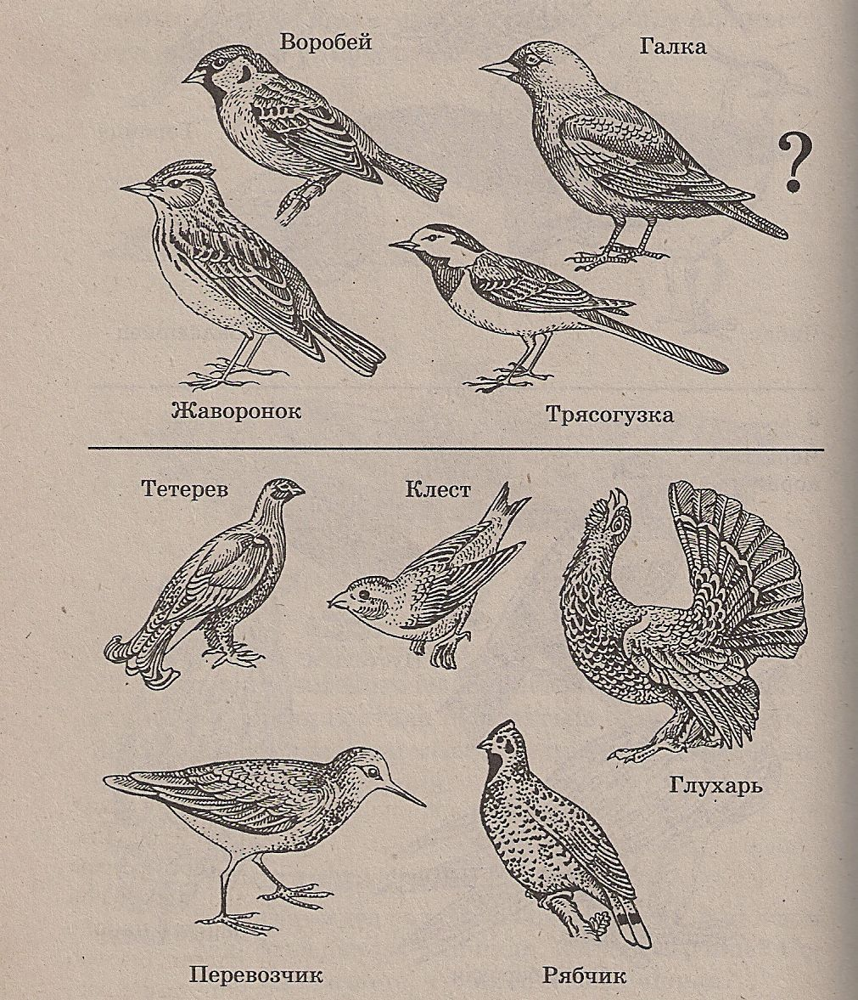 Воробей
Галка
?
Жаворонок
Трясогузка
Тетерев
Клест
Глухарь
Перевозчик
Рябчик